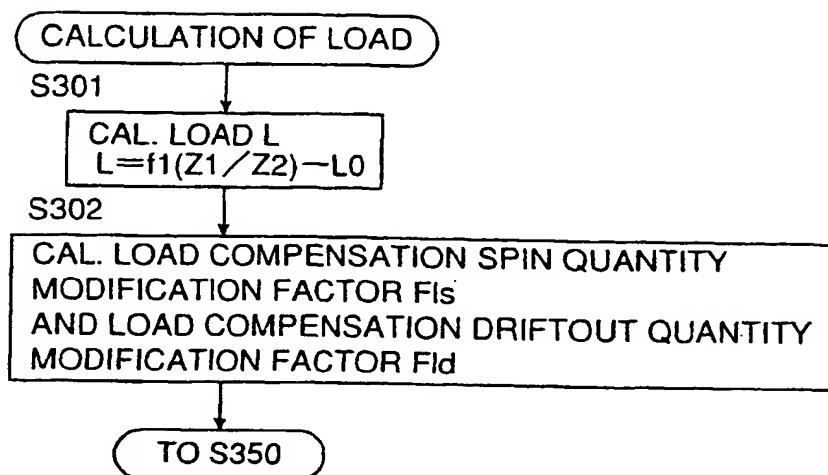 CALCULATION OF LOAD
S301
CAL. LOAD L
L=f1(Z1/Z2)-L0
S302
CAL. LOAD COMPENSATION SPIN QUANTITY
MODIFICATION FACTOR Fls
AND LOAD COMPENSATION DRIFTOUT QUANTITY
MODIFICATION FACTOR Fld
TO S350